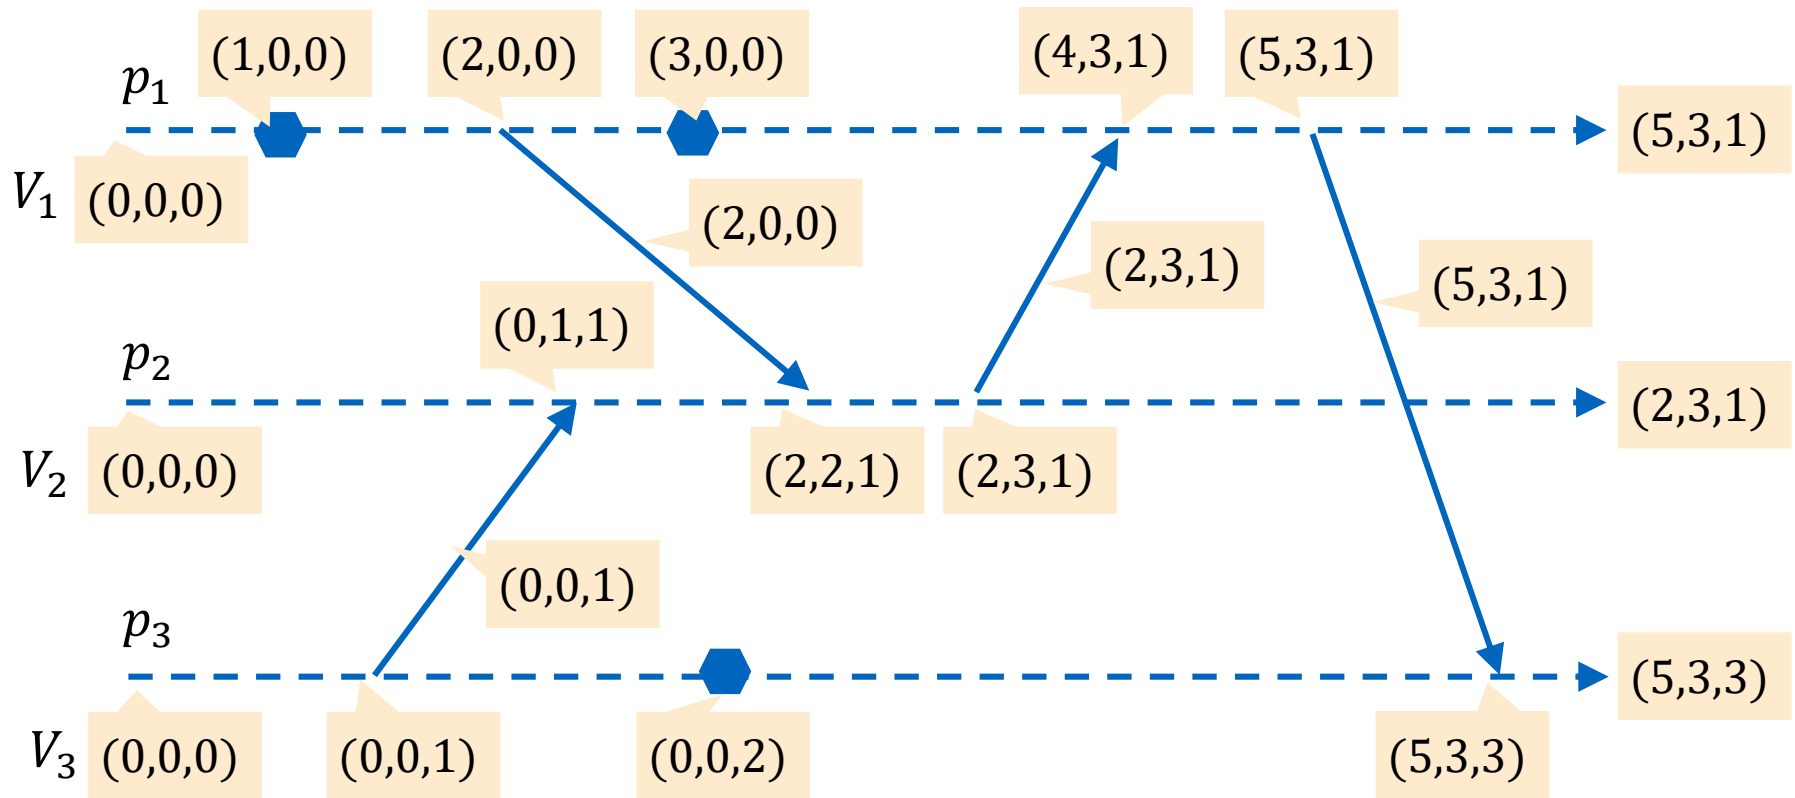 (1,0,0) (2,0,0) (3,0,0) (4,3,1) (5,3,1)
p₁
(5,3,1)
V₁ (0,0,0)
(2,0,0)
(2,3,1)
(5,3,1)
(0,1,1)
p₂
(2,3,1)
V₂ (0,0,0) (2,2,1) (2,3,1)
(0,0,1)
p₃
(5,3,3)
V₃ (0,0,0) (0,0,1) (0,0,2) (5,3,3)